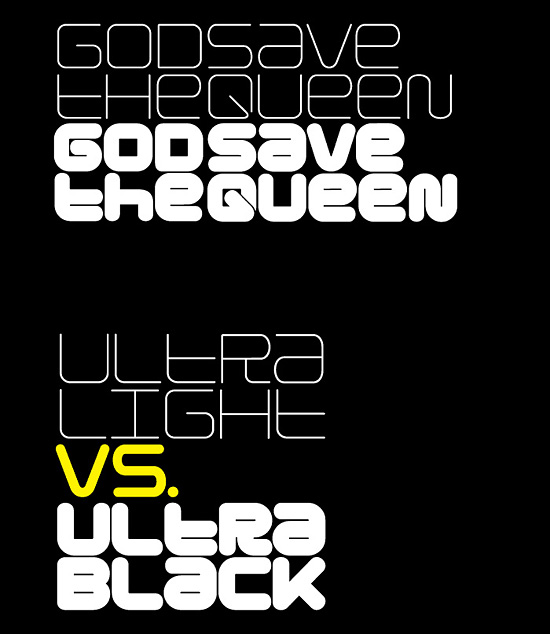 GODSaVe
tHeQUeeN
GODSaVe
theQUeeN
ULtRa
LIGHt
VS.
ULtRa
BLaCK